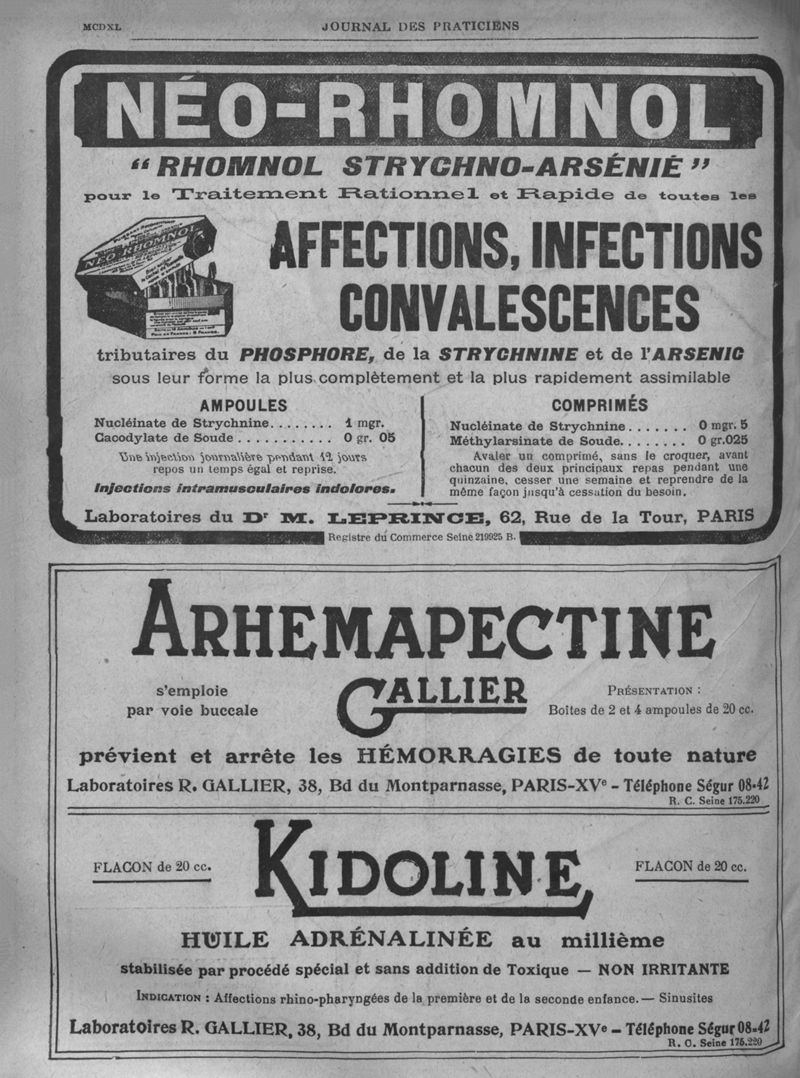 MCDXL
JOURNAL DES PRATICIENS
NÉO-RHOMNOL
"RHOMNOL STRYCHNO-ARSÉNIÉ"
pour le Traitement Rationnel et Rapide de toutes les
AFFECTIONS, INFECTIONS
CONVALESCENCES
NEO-RHOMNOL
tributaires du PHOSPHORE, de la STRYCHNINE et de l'ARSENIC
sous leur forme la plus complètement et la plus rapidement assimilable
AMPOULES
Nucléinate de Strychnine........ 1 mgr.
Cacodylate de Soude........... 0 gr. 05
Une injection journalière pendant 12 jours
repos un temps égal et reprise.
Injections intramusculaires indolores.
COMPRIMÉS
Nucléinate de Strychnine....... 0 mgr. 5
Méthylarsinate de Soude........ 0 gr.025
Avaler un comprimé, sans le croquer, avant
chacun des deux principaux repas pendant une
quinzaine, cesser une semaine et reprendre de la
même façon jusqu'à cessation du besoin.
Laboratoires du Dr M. LEPRINCE, 62, Rue de la Tour, PARIS
Registre du Commerce Seine 219925 B.
ARHEMAPECTINE
GALLIER
s'emploie
par voie buccale
PRÉSENTATION :
Boîtes de 2 et 4 ampoules de 20 cc.
prévient et arrête les HÉMORRAGIES de toute nature
Laboratoires R. GALLIER, 38, Bd du Montparnasse, PARIS-XVe - Téléphone Ségur 08-42
R. C. Seine 175.220
FLACON de 20 cc.
KIDOLINE
FLACON de 20 cc.
HUILE ADRÉNALINÉE au millième
stabilisée par procédé spécial et sans addition de Toxique — NON IRRITANTE
INDICATION : Affections rhino-pharyngées de la première et de la seconde enfance. — Sinusites
Laboratoires R. GALLIER, 38, Bd du Montparnasse, PARIS-XVe - Téléphone Ségur 08-42
R. C. Seine 175.220